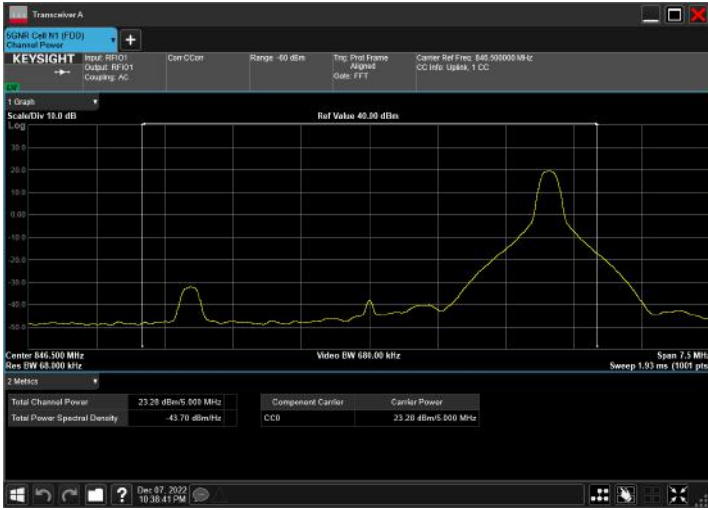 Transceiver A
5GNR Cell N1 (FDD)
Channel Power
KEYSIGHT
Input: RFIO1
Output: RFIO1
Coupling: AC
Corr CCorr
Range -60 dBm
Trig: Prot Frame
Aligned
Gate: FFT
Carrier Ref Freq: 846.500000 MHz
CC Info: Uplink, 1 CC
1 Graph
Scale/Div 10.0 dB
Ref Value 40.00 dBm
Log
30.0
20.0
10.0
0.00
-10.0
-20.0
-30.0
-40.0
-50.0
Center 846.500 MHz
Video BW 680.00 kHz
Span 7.5 MHz
Res BW 68.000 kHz
Sweep 1.93 ms (1001 pts
2 Metrics
Total Channel Power 23.28 dBm/5.000 MHz
Total Power Spectral Density -43.70 dBm/Hz
Component Carrier Carrier Power
CC0 23.28 dBm/5.000 MHz
Dec 07, 2022
10:38:41 PM